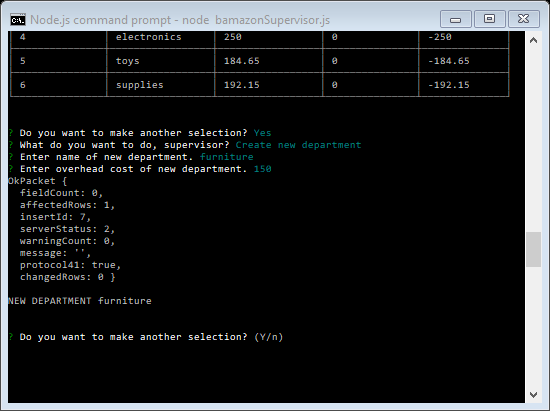 Node.js command prompt - node  bamazonSupervisor.js
4 electronics 250 0 -250
5 toys 184.65 0 -184.65
6 supplies 192.15 0 -192.15
? Do you want to make another selection? Yes
? What do you want to do, supervisor? Create new department
? Enter name of new department. furniture
? Enter overhead cost of new department. 150
OkPacket {
  fieldCount: 0,
  affectedRows: 1,
  insertId: 7,
  serverStatus: 2,
  warningCount: 0,
  message: '',
  protocol41: true,
  changedRows: 0 }
NEW DEPARTMENT furniture
? Do you want to make another selection? (Y/n)